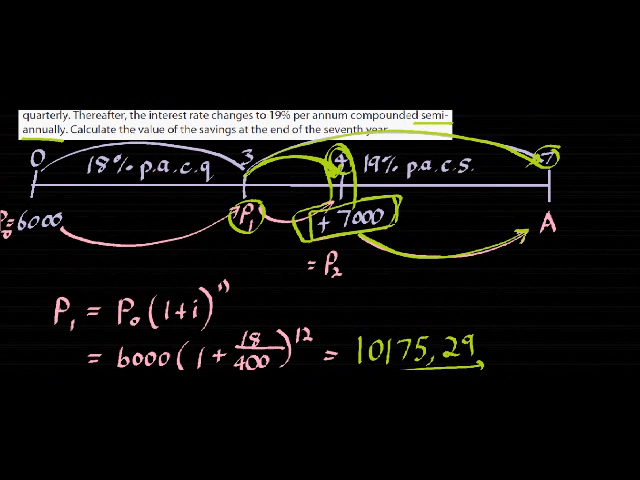 quarterly. Thereafter, the interest rate changes to 19% per annum compounded semi-
annually. Calculate the value of the savings at the end of the seventh year.
0 18% p.a.c.q 3 4 19% p.a.c.s. 7
P₀=6000 P₁ + 7000 A
= P₂
P₁ = P₀ (1+i)ⁿ
= 6000 (1 + 18/400)¹² = 10175,29